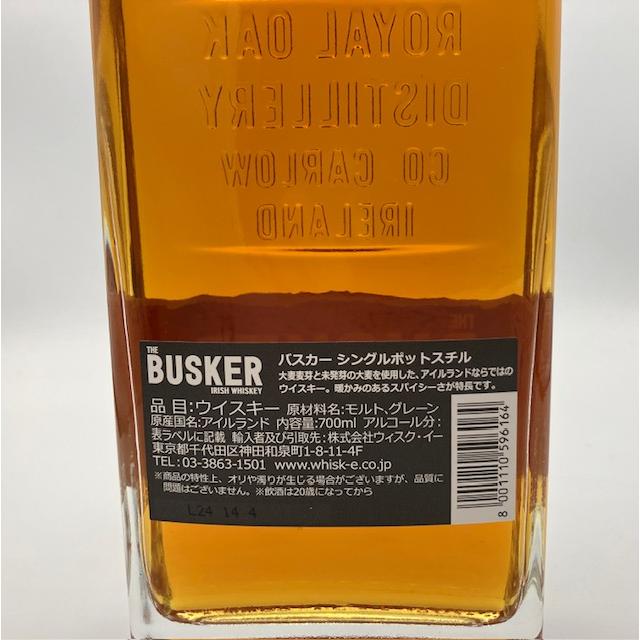 ROYAL OAK
DISTILLERY
CO. CARLOW
IRELAND
THE
THE
BUSKER
IRISH WHISKEY
バスカー シングルポットスチル
大麦麦芽と未発芽の大麦を使用した、アイルランドならではの
ウイスキー。暖かみのあるスパイシーさが特長です。
品 目:ウイスキー 原材料名:モルト、グレーン
原産国名:アイルランド 内容量:700ml アルコール分:
表ラベルに記載 輸入者及び引取先:株式会社ウィスク・イー
東京都千代田区神田和泉町1-8-11-4F
TEL:03-3863-1501 www.whisk-e.co.jp
※商品の特性上、オリや濁りが生じる場合がございますが、品質に
問題はございません。※飲酒は20歳になってから
8 001110 596164
L24 14 4